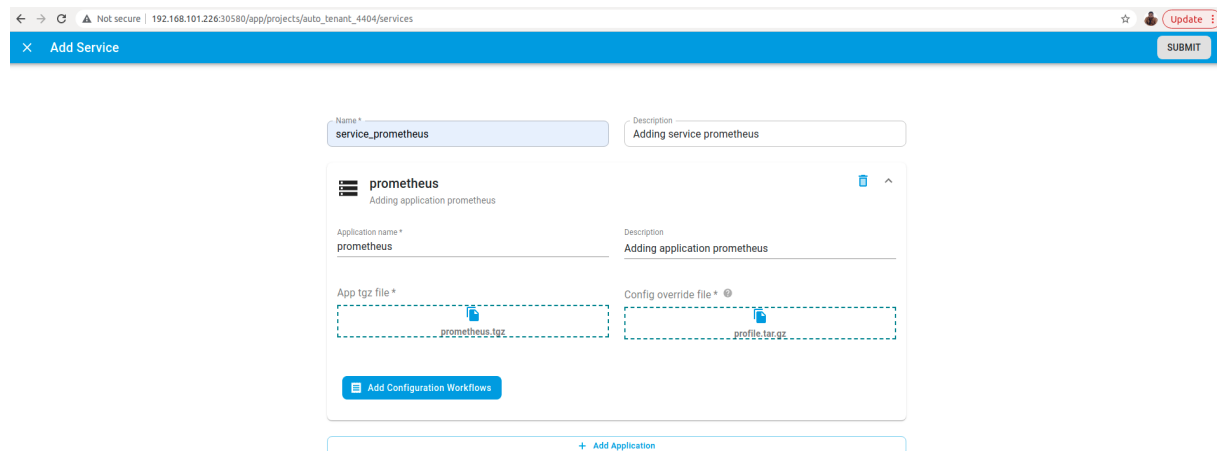 Not secure | 192.168.101.226:30580/app/projects/auto_tenant_4404/services
Update
Add Service
SUBMIT
Name *
service_prometheus
Description
Adding service prometheus
prometheus
Adding application prometheus
Application name *
prometheus
Description
Adding application prometheus
App tgz file *
prometheus.tgz
Config override file *
profile.tar.gz
Add Configuration Workflows
+ Add Application